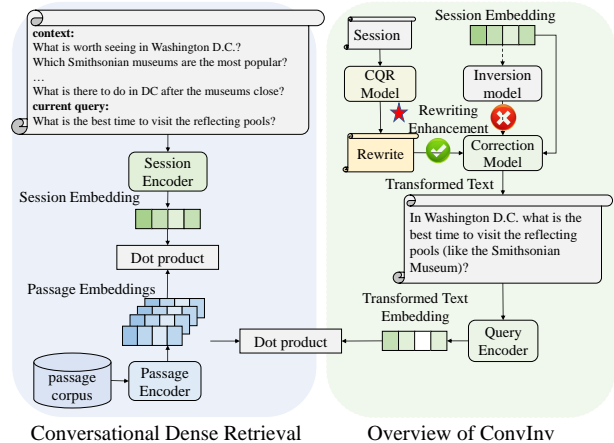 context:
What is worth seeing in Washington D.C.?
Which Smithsonian museums are the most popular?
…
What is there to do in DC after the museums close?
current query:
What is the best time to visit the reflecting pools?
Session
Encoder
Session Embedding
Dot product
Passage Embeddings
passage
corpus
Passage
Encoder
Conversational Dense Retrieval
Session Embedding
Session
CQR
Model
Inversion
model
Rewriting
Enhancement
Rewrite
Correction
Model
Transformed Text
In Washington D.C. what is the
best time to visit the reflecting
pools (like the Smithsonian
Museum)?
Transformed Text
Embedding
Dot product
Query
Encoder
Overview of ConvInv